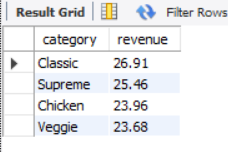 Result Grid Filter Rows
category revenue
Classic 26.91
Supreme 25.46
Chicken 23.96
Veggie 23.68